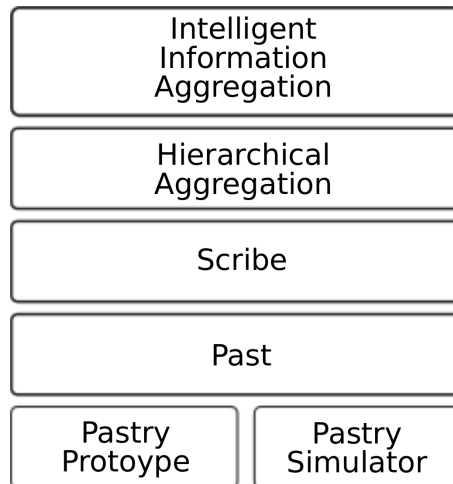 Intelligent
Information
Aggregation
Hierarchical
Aggregation
Scribe
Past
Pastry
Protoype
Pastry
Simulator